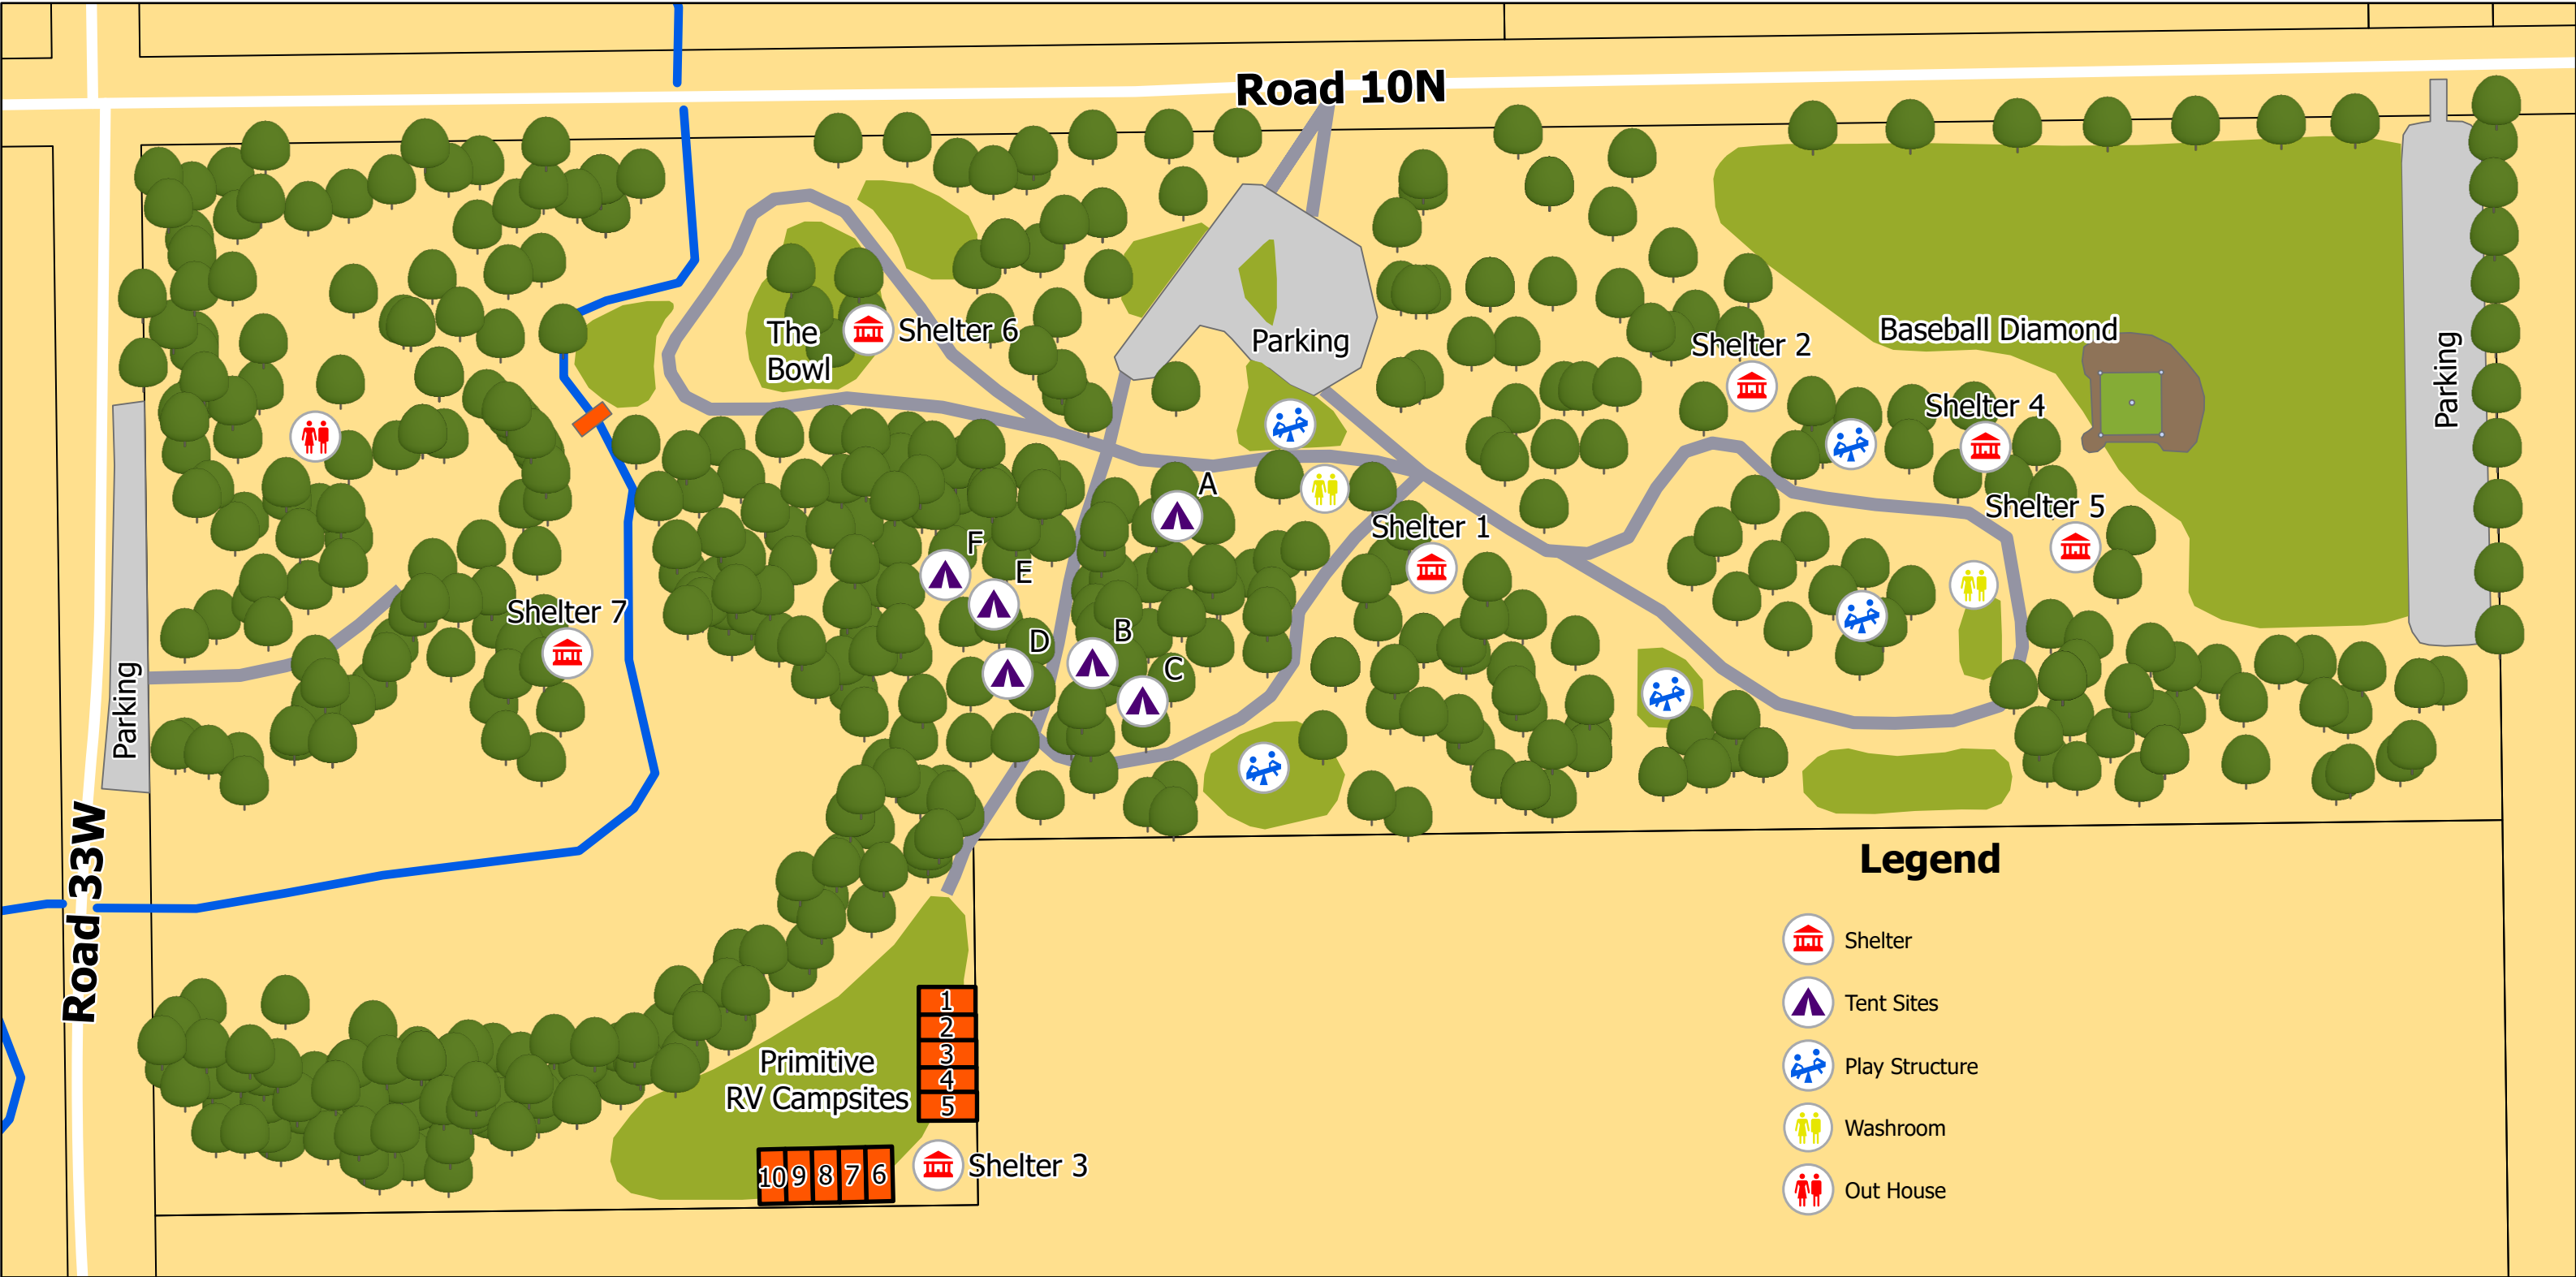 Road 10N
The
Bowl
Shelter 6
Parking
Baseball Diamond
Shelter 2
Parking
Shelter 4
A
Shelter 5
Shelter 1
F
E
Shelter 7
B
D
C
Parking
Road 33W
Primitive
RV Campsites
1
2
3
4
5
10 9 8 7 6
Shelter 3
Legend
Shelter
Tent Sites
Play Structure
Washroom
Out House